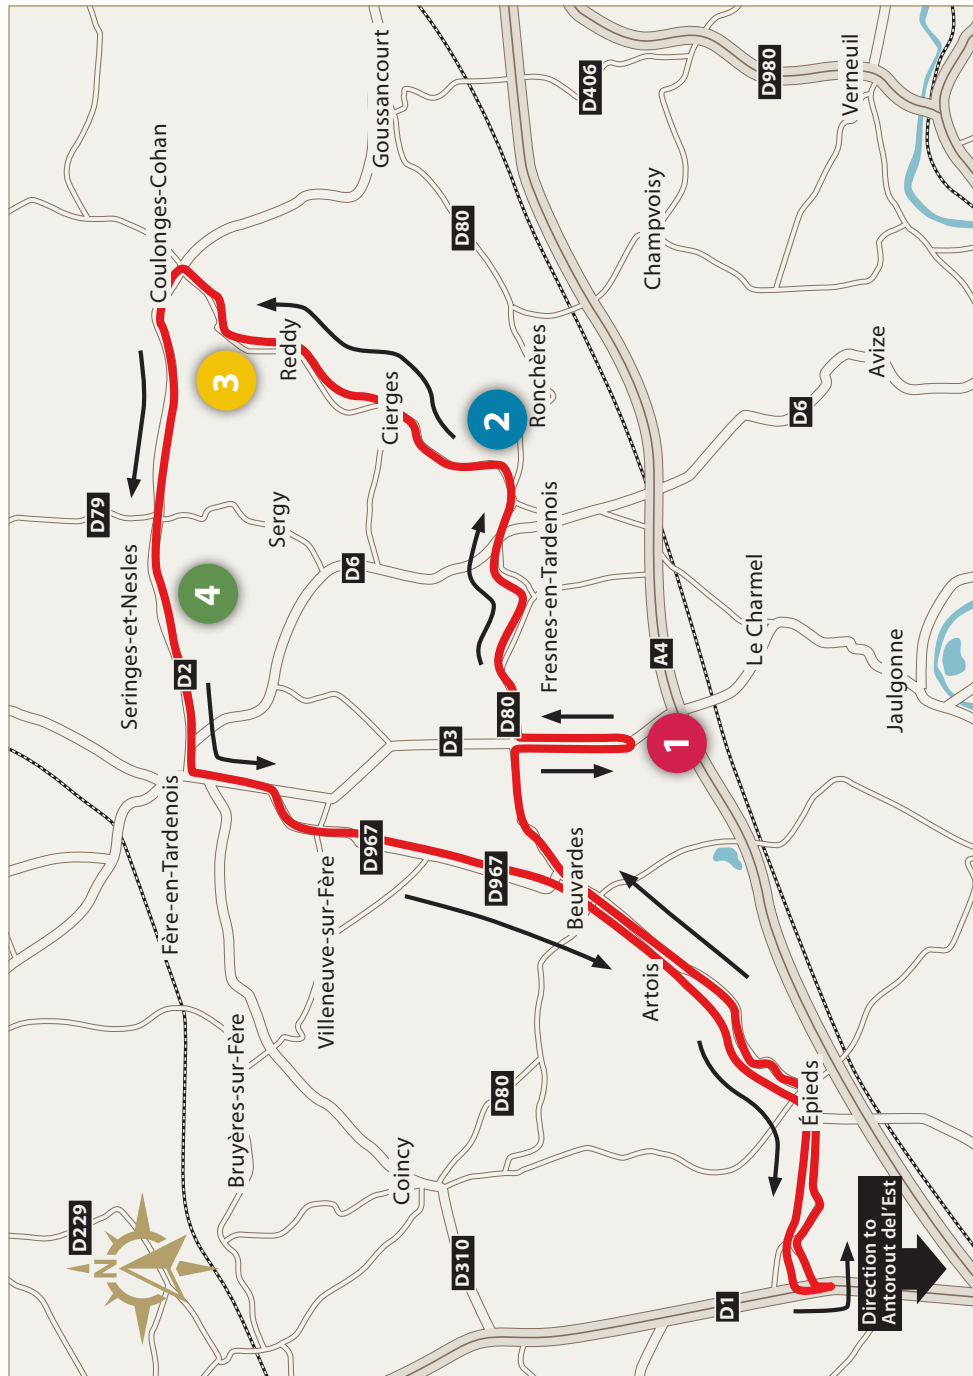 D229
D79
N
Seringes-et-Nesles
Coulonges-Cohan
Fère-en-Tardenois
D2
4
3
Bruyères-sur-Fère
Sergy
Reddy
Villeneuve-sur-Fère
D6
D967
Goussancourt
Cierges
Coincy
D3
D310
D80
D967
2
D80
D80
Ronchères
Fresnes-en-Tardenois
Beuvardes
D406
Artois
Champvoisy
A4
1
D1
Le Charmel
D980
D6
Épieds
Verneuil
Avize
Direction to
Antorout del'Est
Jaulgonne